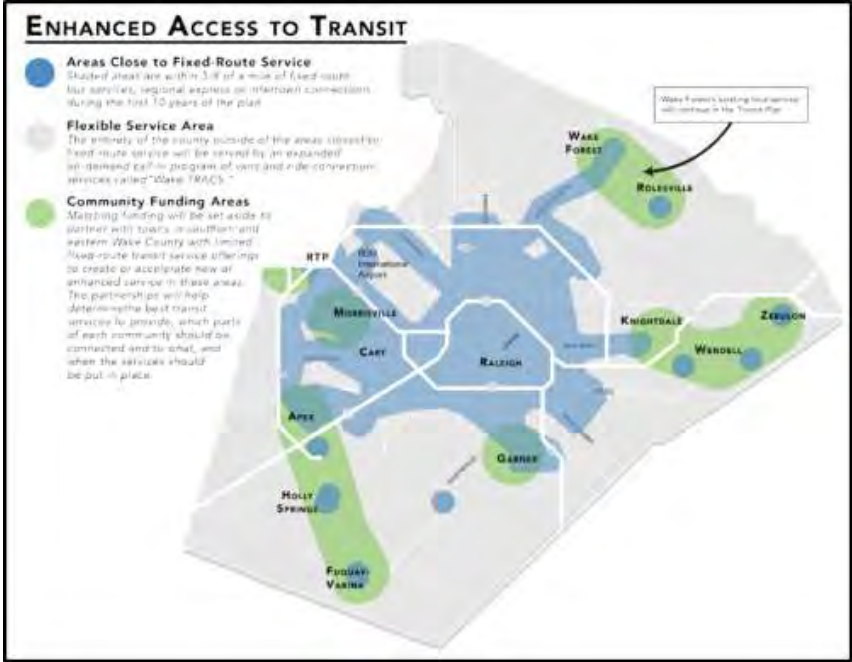 ENHANCED ACCESS TO TRANSIT
Areas Close to Fixed-Route Service
Shaded areas are within 3/4 of a mile of fixed route
bus services, regional express or intertown connections
during the first 10 years of the plan
Flexible Service Area
The entirety of the county outside of the areas closest to
fixed route service will be served by an expanded
on-demand call-in program of vans and ride connection
services called "Wake TRACS."
Community Funding Areas
Matching funding will be set aside to
partner with towns in southern and
eastern Wake County with limited
fixed-route transit service offerings
to create or accelerate new or
enhanced service in these areas.
The partnerships will help
determine the best transit
services to provide, which parts
of each community should be
connected and to what, and
when the services should
be put in place.
Wake Forest's existing local service
will continue in the Transit Plan
WAKE
FOREST
ROLESVILLE
RTP
RDU
International
Airport
MORRISVILLE
CARY
RALEIGH
KNIGHTDALE
WENDELL
ZEBULON
APEX
GARNER
HOLLY
SPRINGS
FUQUAY-
VARINA